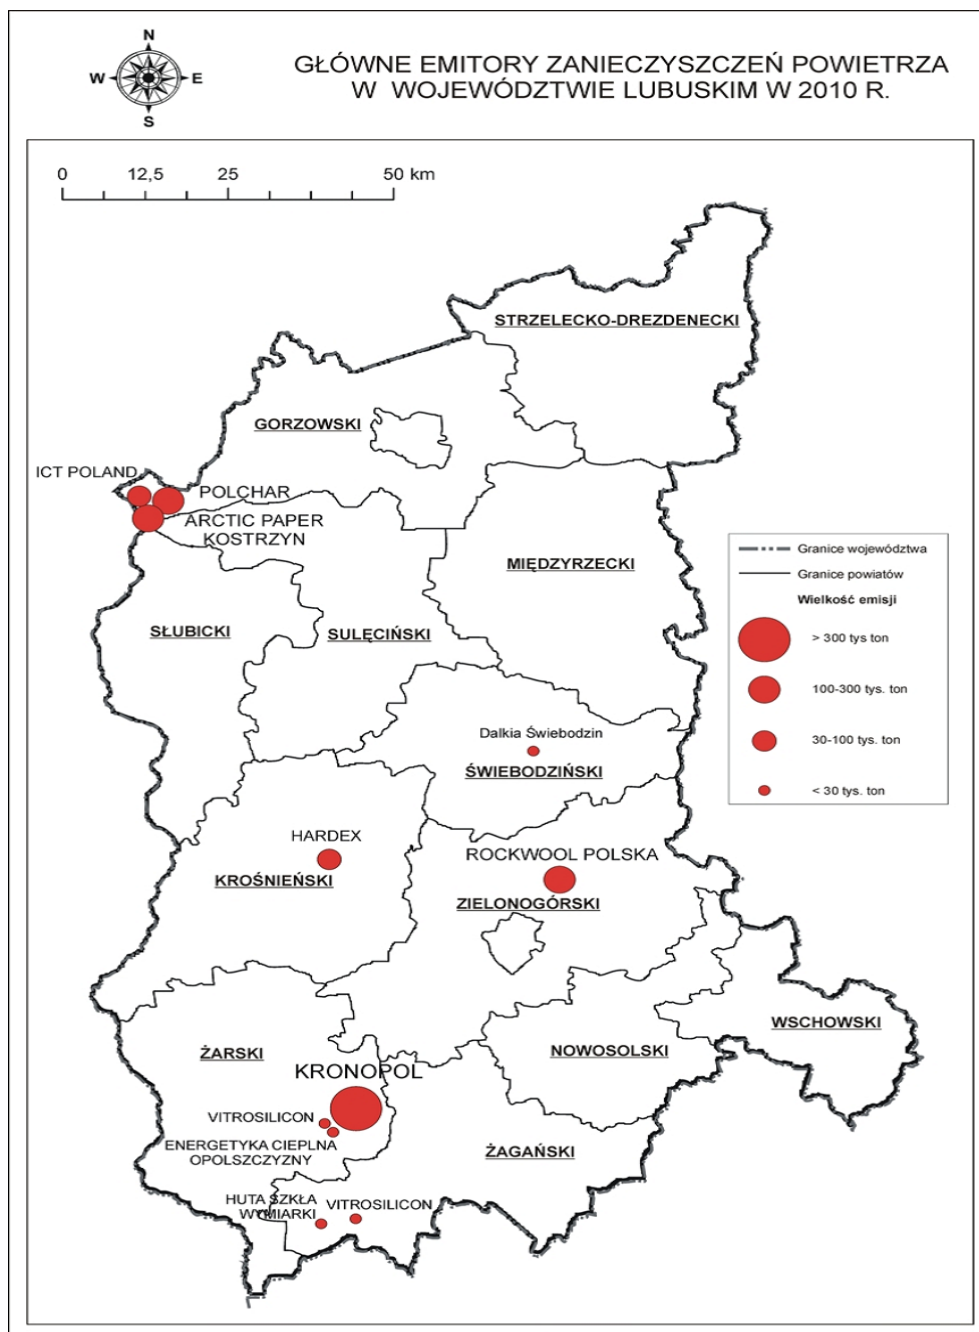 N
W E
S
GŁÓWNE EMITORY ZANIECZYSZCZEŃ POWIETRZA
W WOJEWÓDZTWIE LUBUSKIM W 2010 R.
0 12,5 25 50 km
STRZELECKO-DREZDENECKI
GORZOWSKI
ICT POLAND
POLCHAR
ARCTIC PAPER
KOSTRZYN
MIĘDZYRZECKI
SŁUBICKI
SULĘCIŃSKI
Granice województwa
Granice powiatów
Wielkość emisji
> 300 tys ton
100-300 tys. ton
30-100 tys. ton
< 30 tys. ton
Dalkia Świebodzin
ŚWIEBODZIŃSKI
HARDEX
KROŚNIEŃSKI
ROCKWOOL POLSKA
ZIELONOGÓRSKI
WSCHOWSKI
NOWOSOLSKI
ŻARSKI
KRONOPOL
VITROSILICON
ENERGETYKA CIEPLNA
OPOLSZCZYZNY
ŻAGAŃSKI
HUTA SZKŁA
WYMIARKI
VITROSILICON